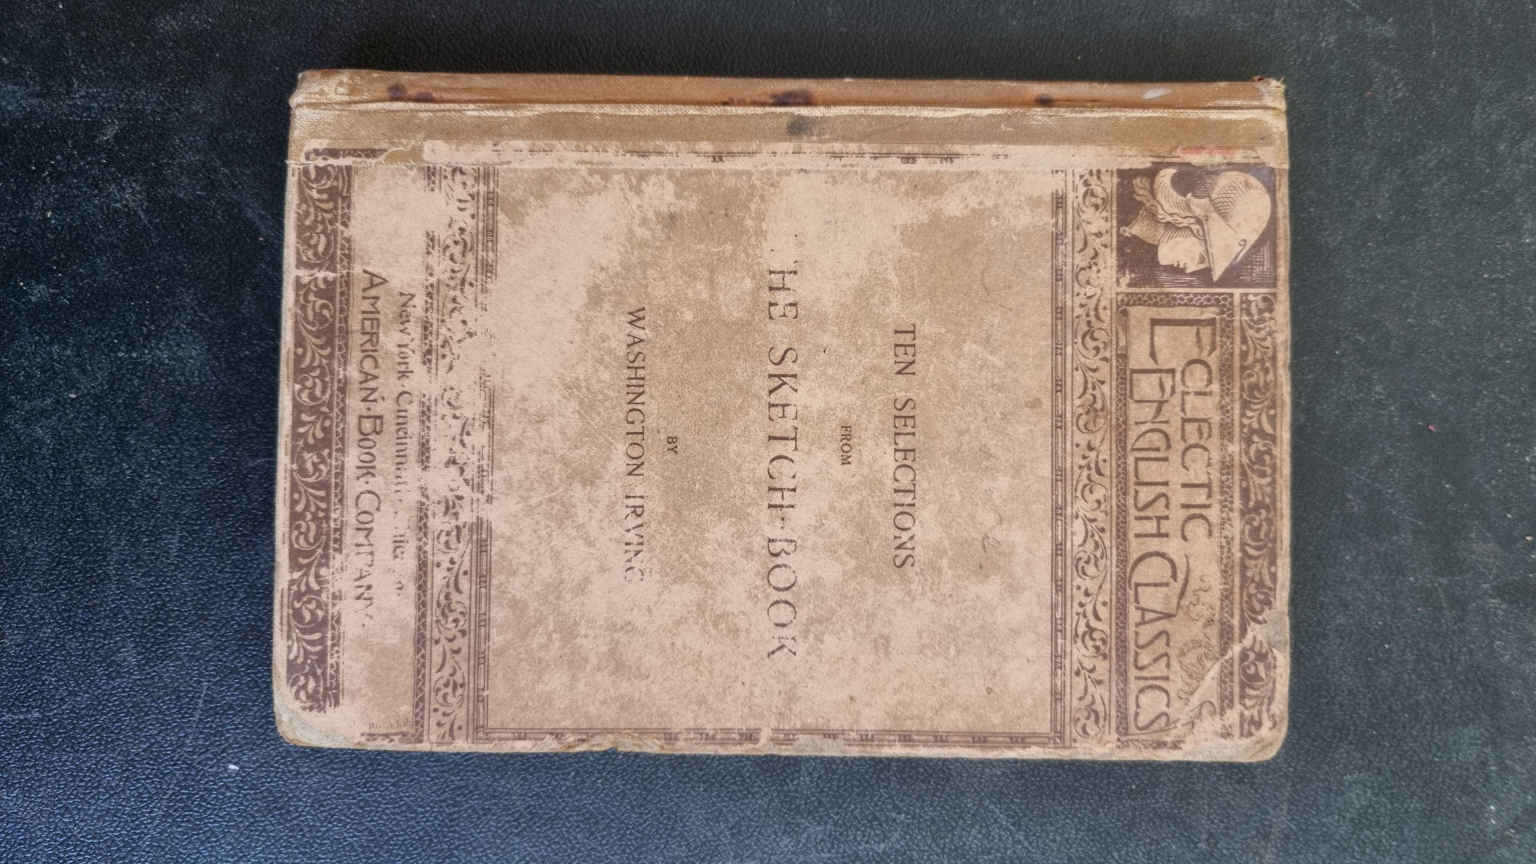 ECLECTIC
ENGLISH CLASSICS
TEN SELECTIONS
FROM
HE SKETCH-BOOK
BY
WASHINGTON IRVING
New York Cincinnati
AMERICAN BOOK COMPANY